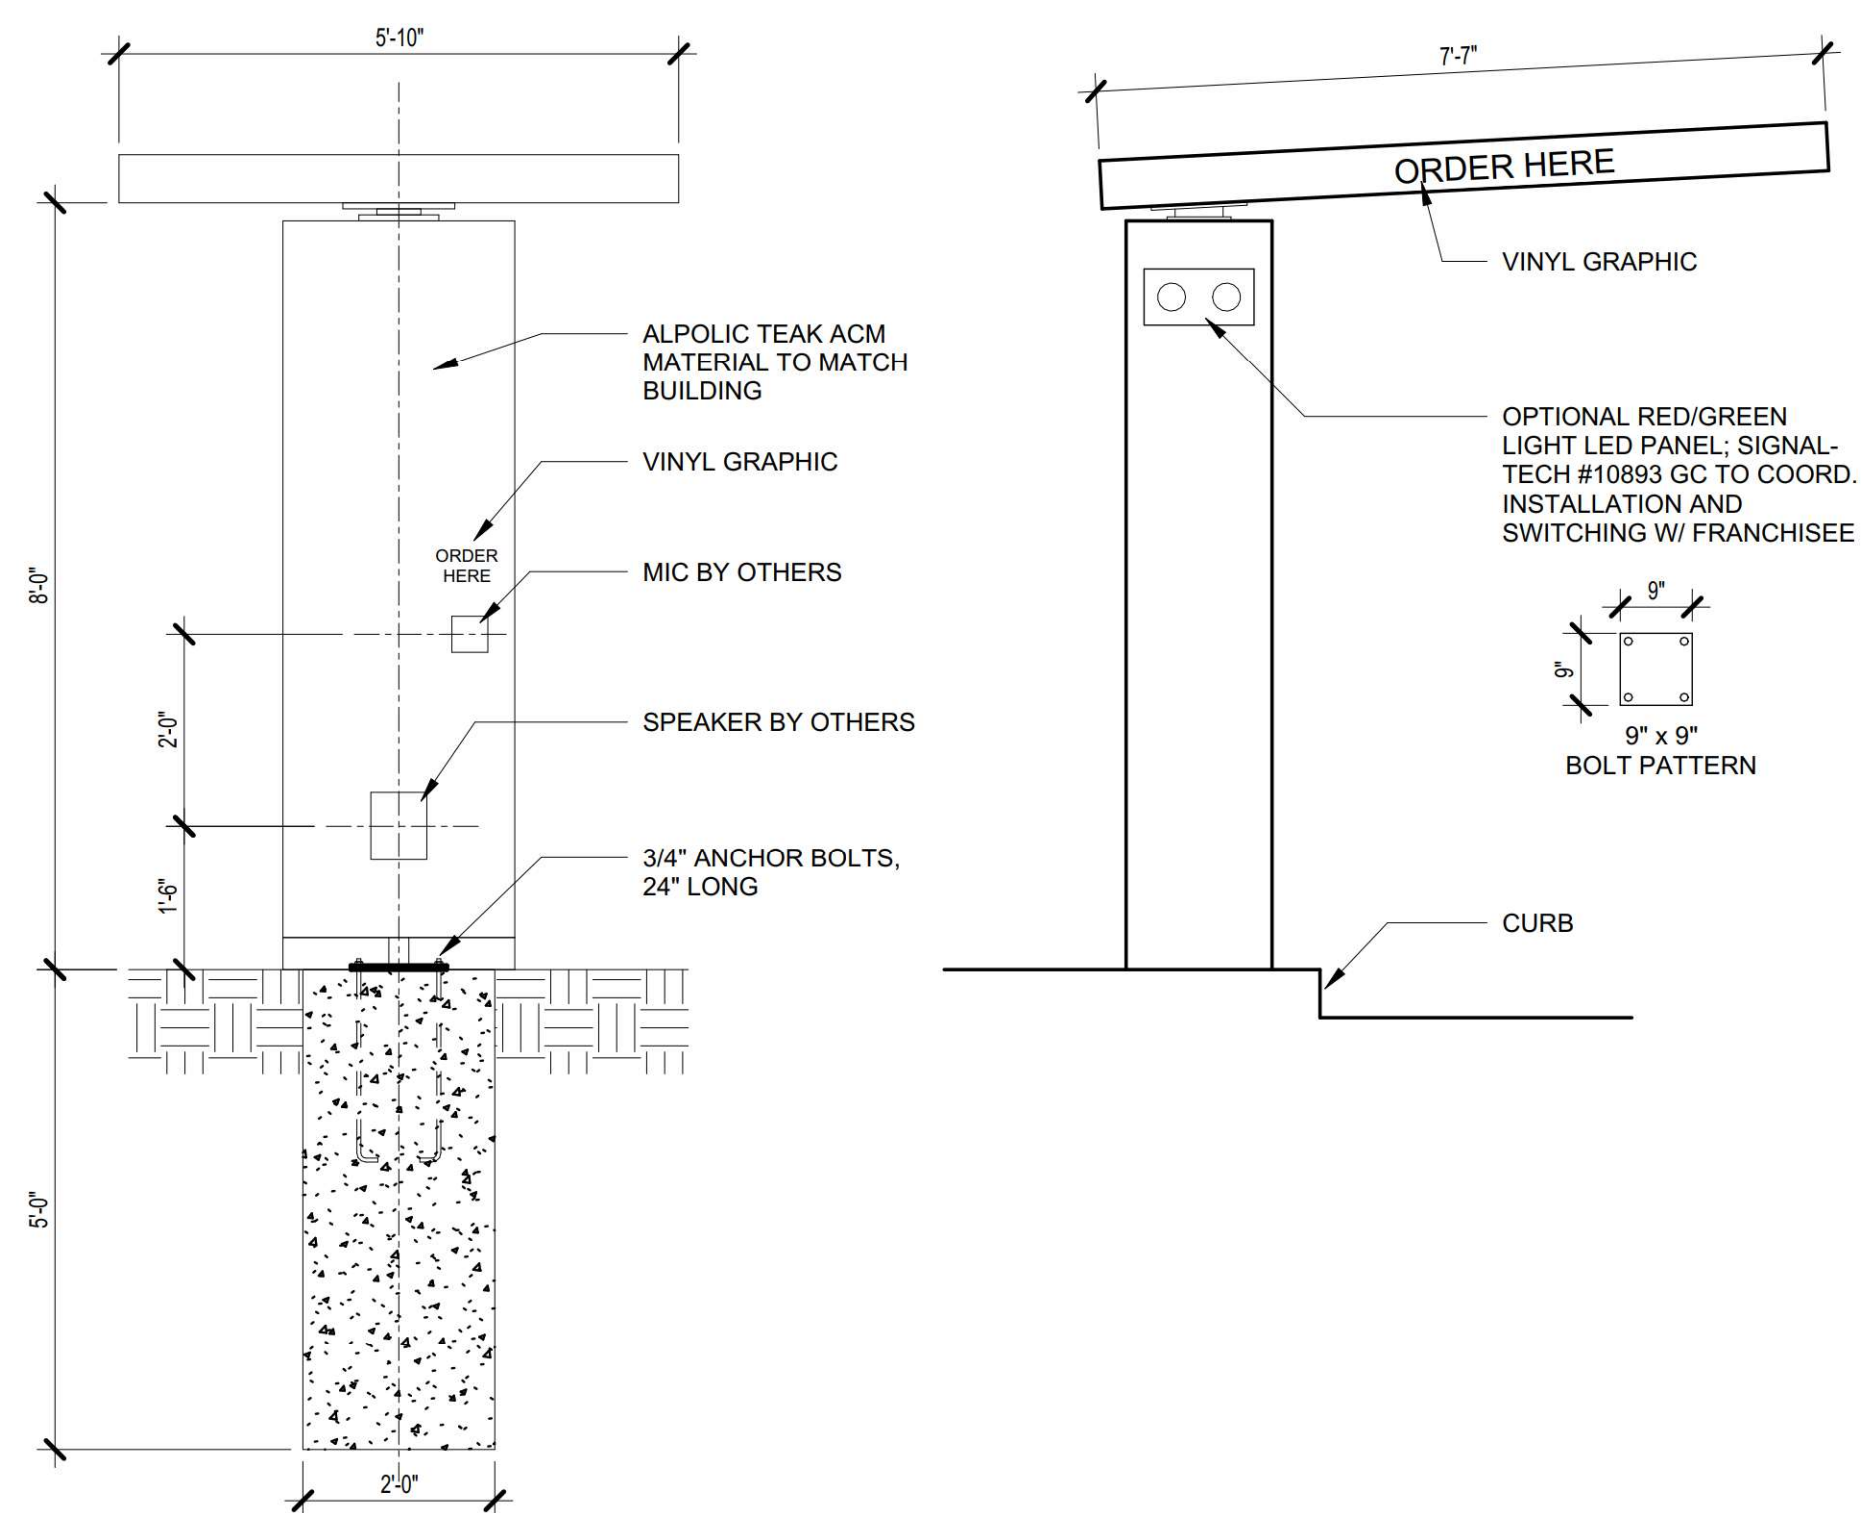 5'-10"
8'-0"
2'-0"
1'-6"
5'-0"
2'-0"
ALPOLIC TEAK ACM
MATERIAL TO MATCH
BUILDING
VINYL GRAPHIC
ORDER
HERE
MIC BY OTHERS
SPEAKER BY OTHERS
3/4" ANCHOR BOLTS,
24" LONG
7'-7"
ORDER HERE
VINYL GRAPHIC
OPTIONAL RED/GREEN
LIGHT LED PANEL; SIGNAL-
TECH #10893 GC TO COORD.
INSTALLATION AND
SWITCHING W/ FRANCHISEE
9"
9"
9" x 9"
BOLT PATTERN
CURB